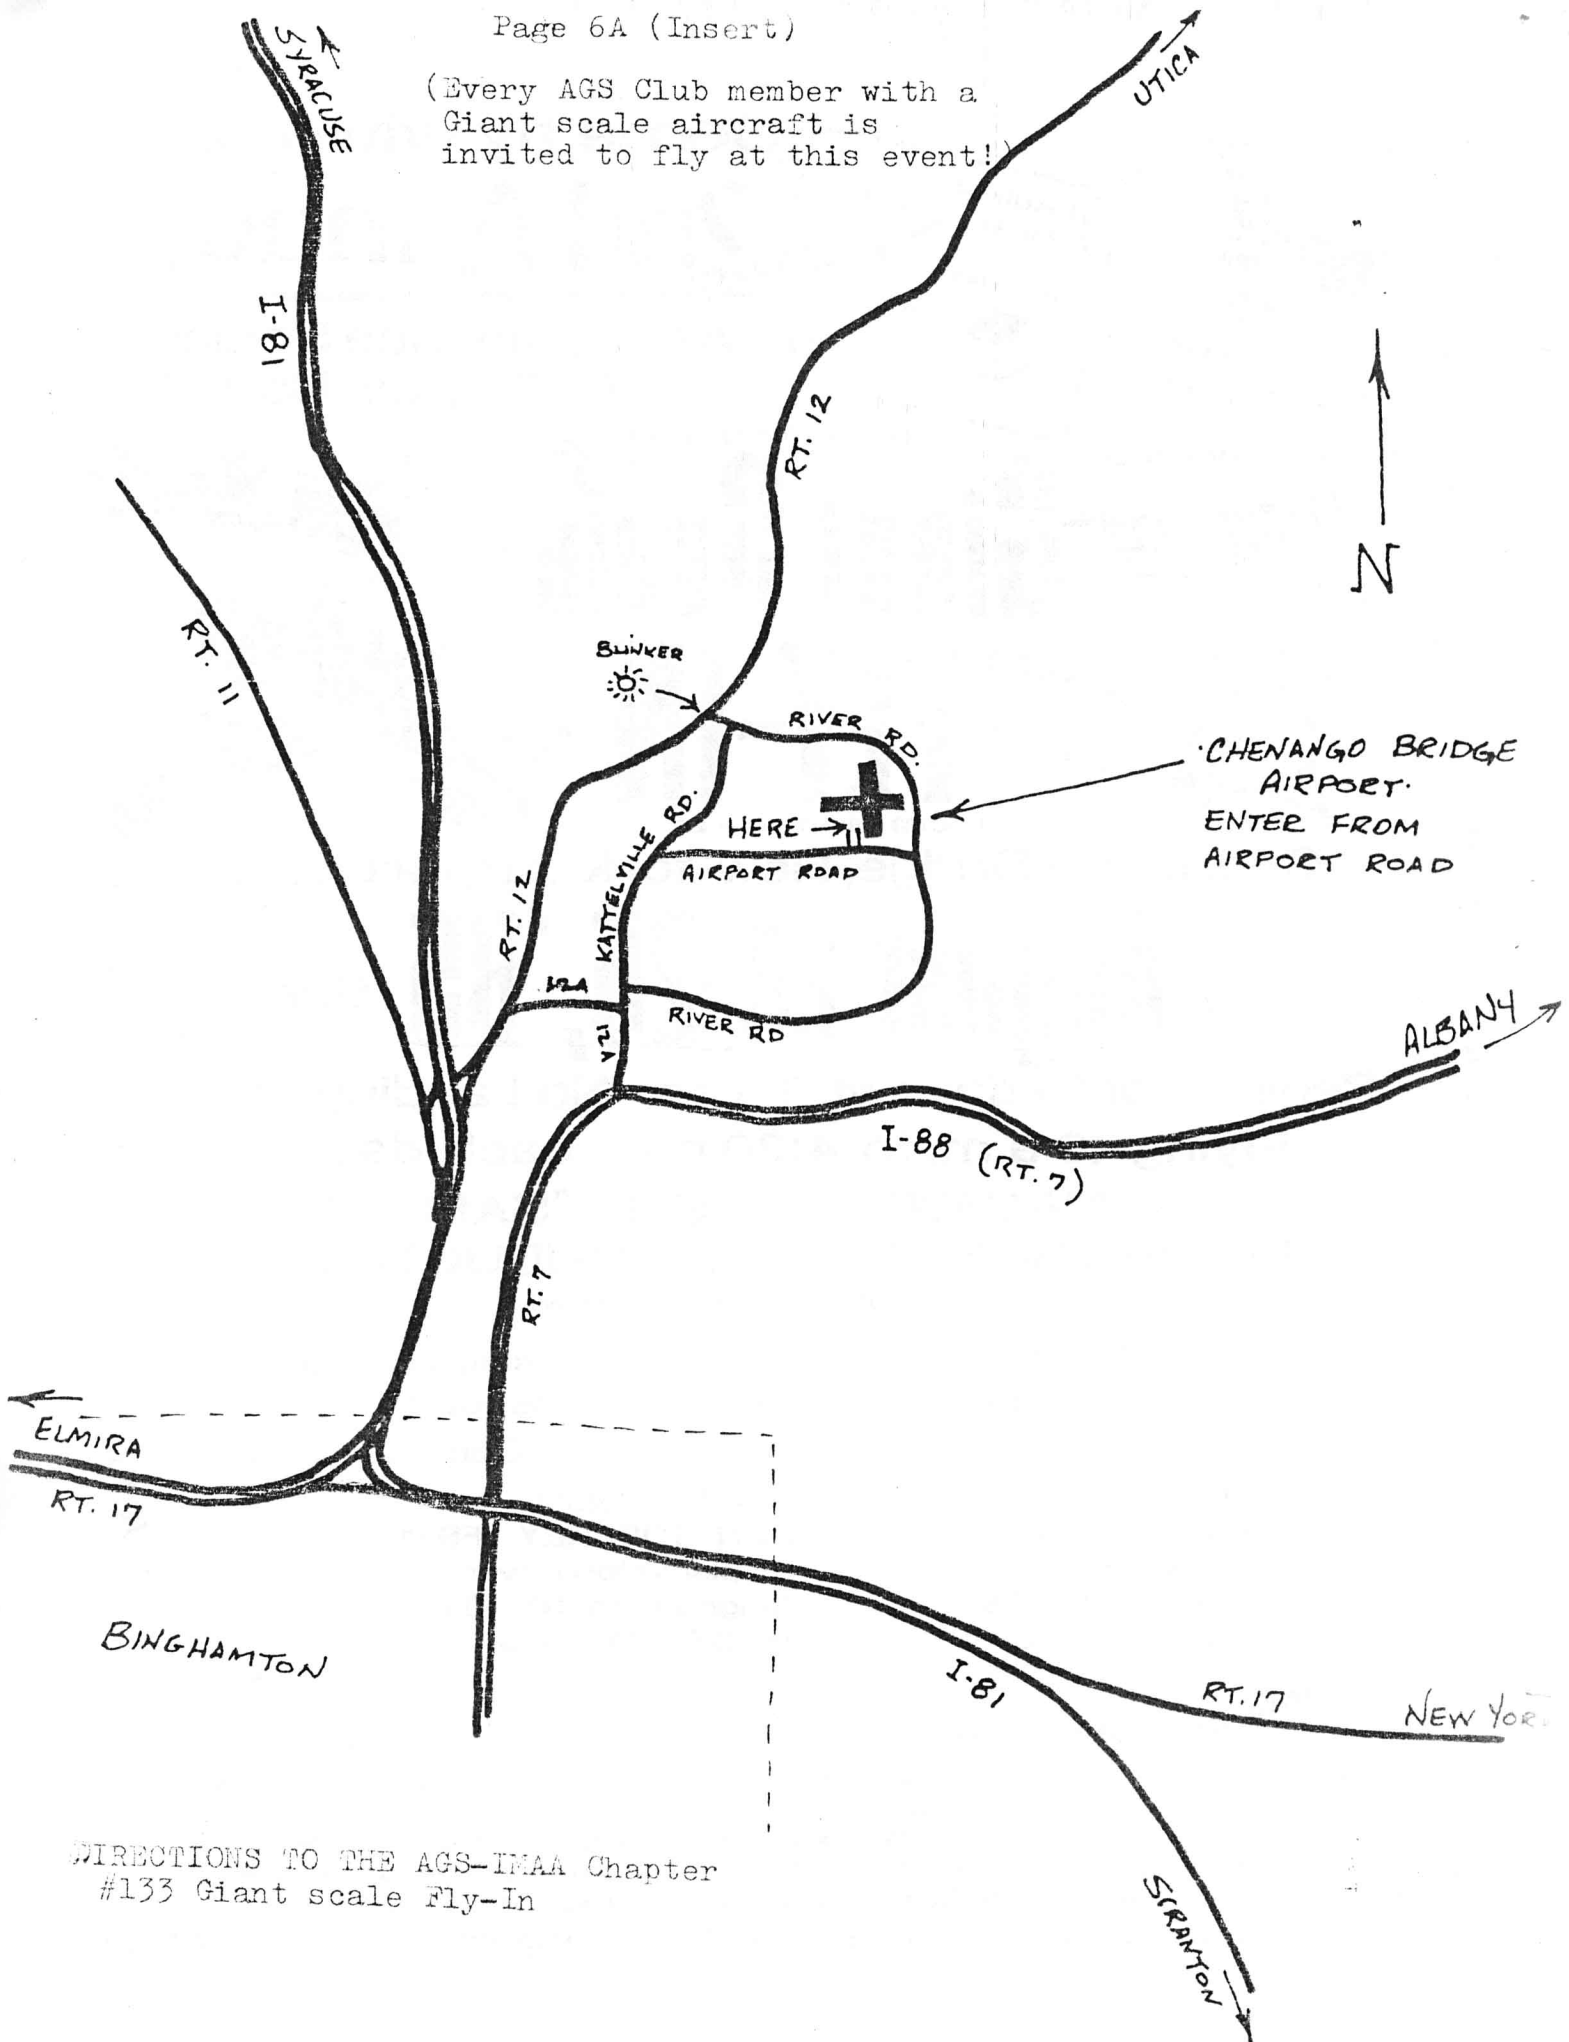 Page 6A (Insert)
(Every AGS Club member with a
Giant scale aircraft is
invited to fly at this event!)
SYRACUSE
UTICA
I-81
RT. 12
N
RT. 11
BLINKER
RIVER RD.
CHENANGO BRIDGE
AIRPORT.
ENTER FROM
AIRPORT ROAD
HERE
KATTELVILLE RD.
AIRPORT ROAD
RT. 12
12A
RIVER RD
12A
ALBANY
I-88 (RT. 7)
RT. 7
ELMIRA
RT. 17
BINGHAMTON
I-81
RT. 17
NEW YOR
DIRECTIONS TO THE AGS-IMAA Chapter
#133 Giant scale Fly-In
SCRANTON